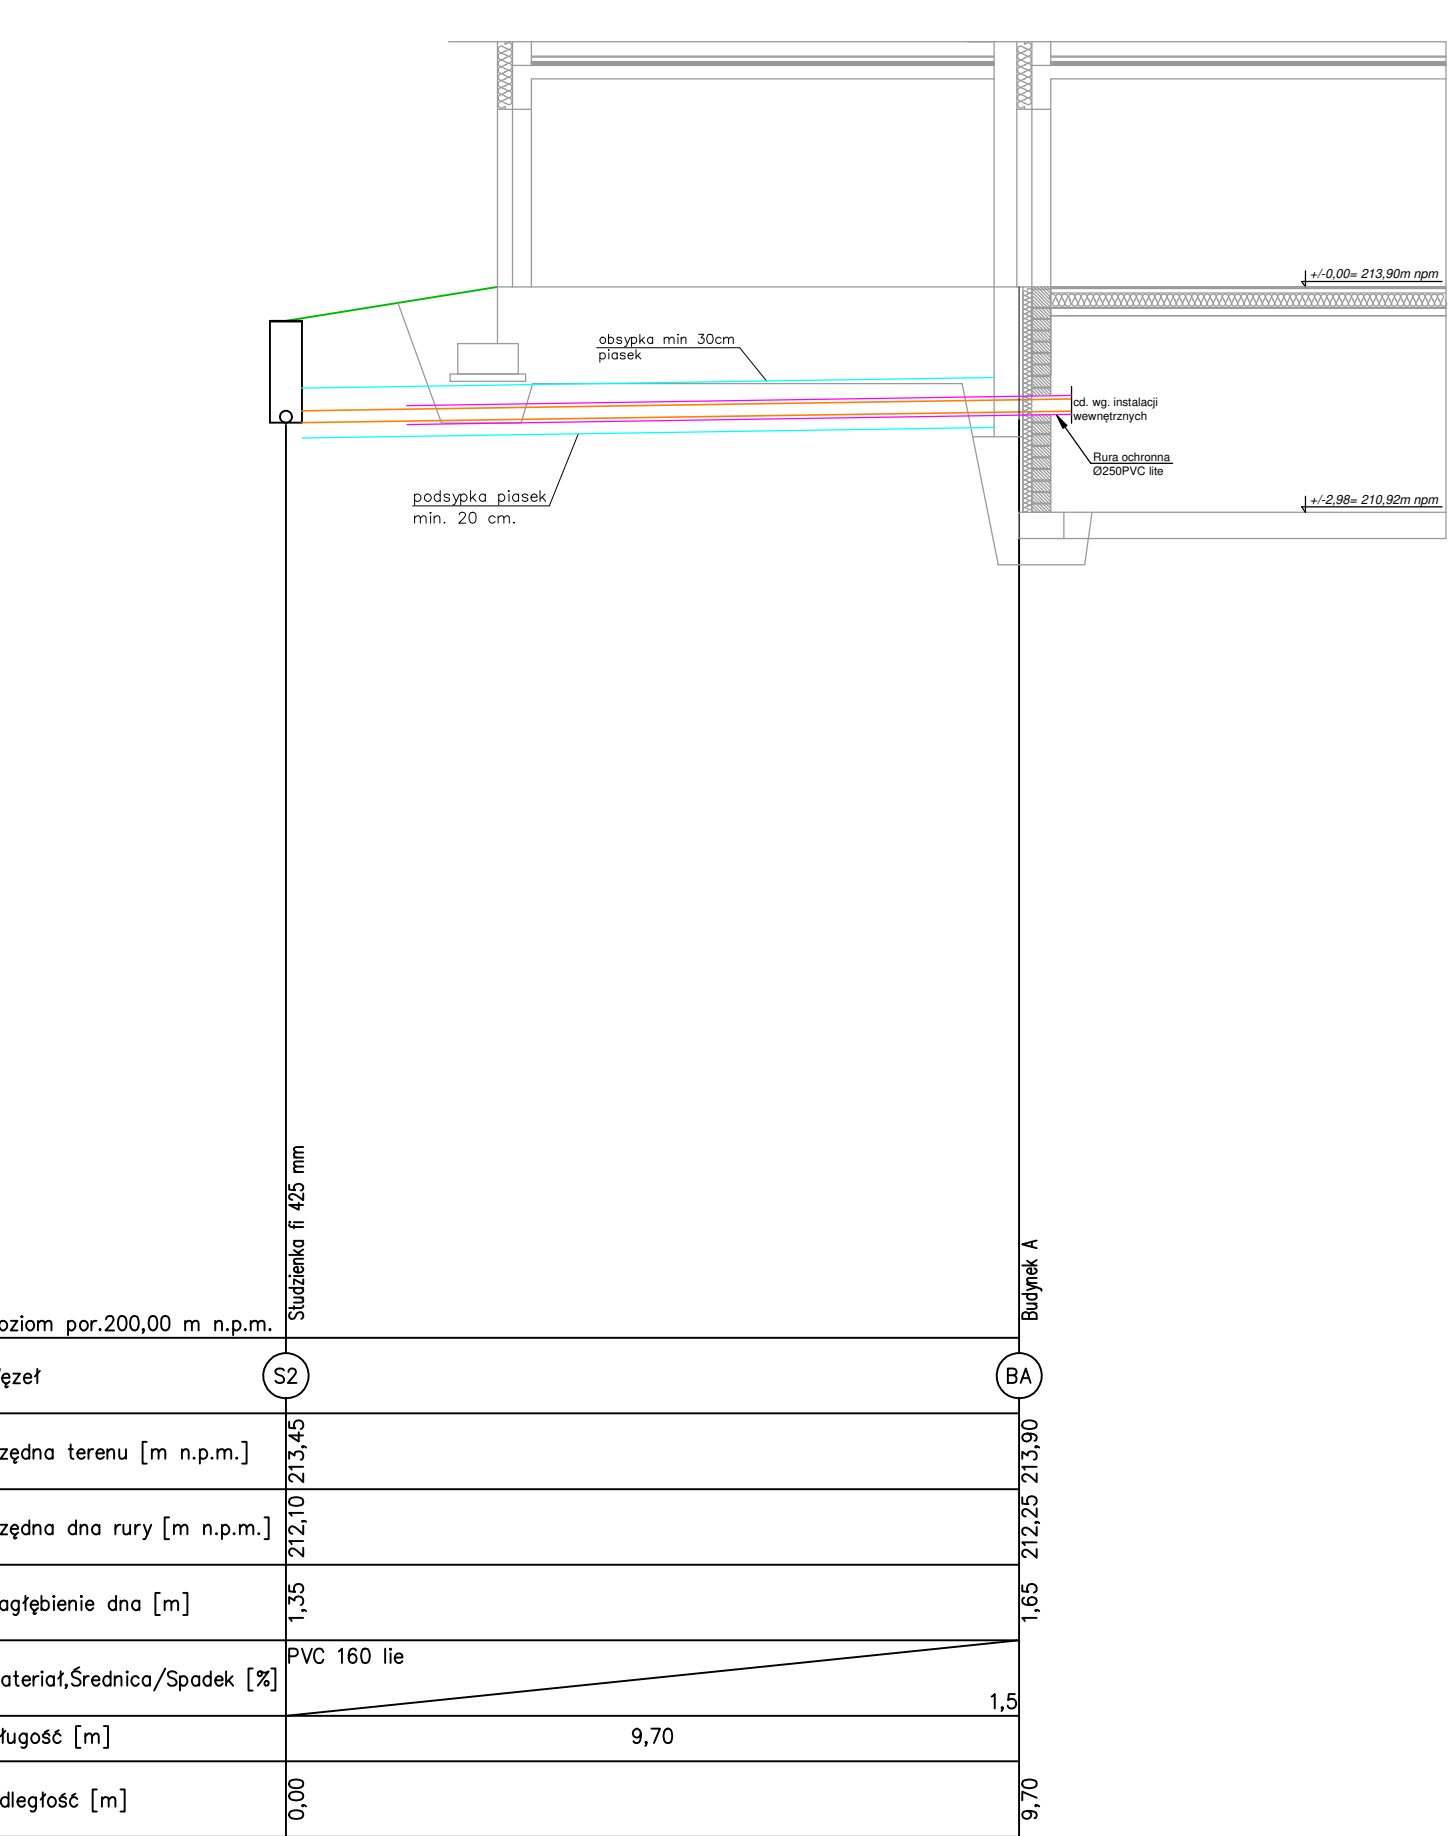 +/-0,00= 213,90m npm
obsypka min 30cm
piasek
cd. wg. instalacji
wewnętrznych
Rura ochronna
Ø250PVC lite
podsypka piasek
min. 20 cm.
+/-2,98= 210,92m npm
Studzienka fi 425 mm
Budynek A
oziom por.200,00 m n.p.m.
ęzeł
S2
BA
zędna terenu [m n.p.m.]
213,45
213,90
zędna dna rury [m n.p.m.]
212,10
212,25
agłębienie dna [m]
1,35
1,65
ateriał,Średnica/Spadek [%]
PVC 160 lie
1,5
ługość [m]
9,70
dległość [m]
0,00
9,70